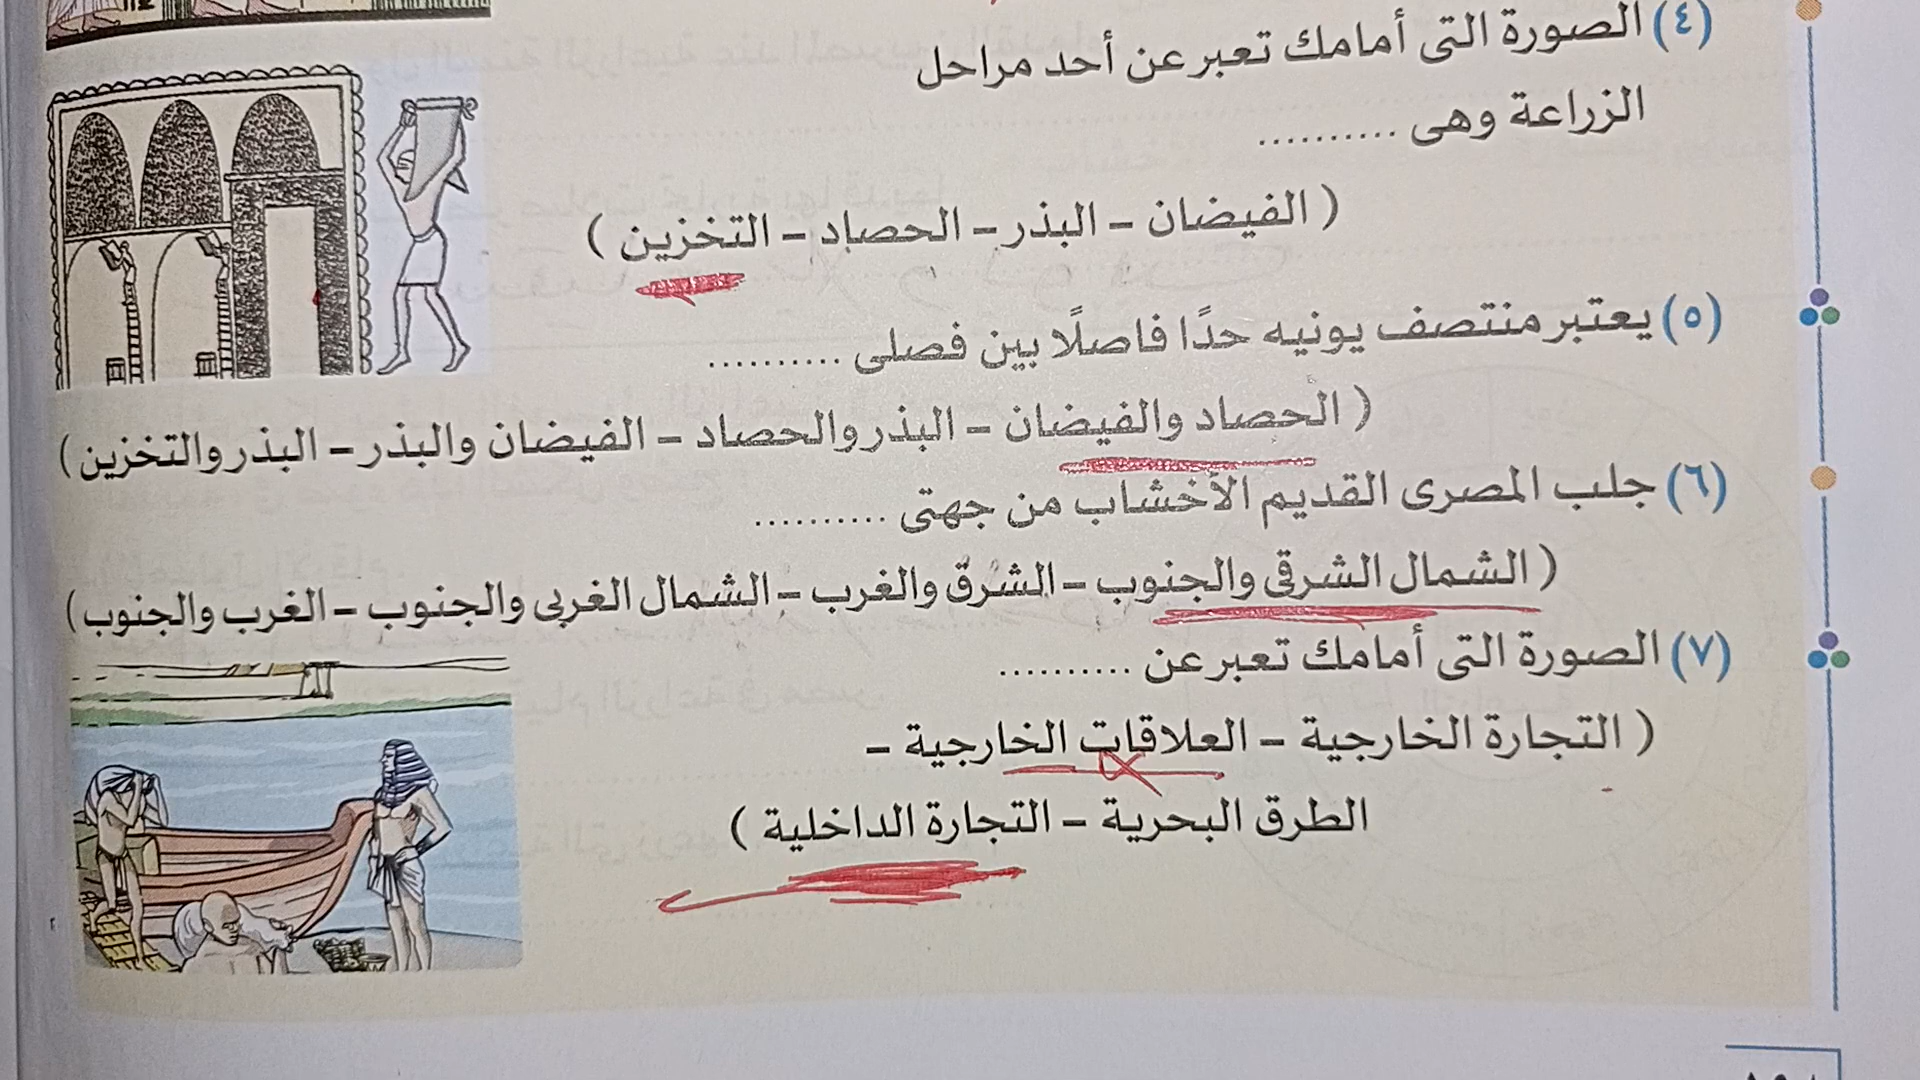 (٤) الصورة التى أمامك تعبر عن أحد مراحل
الزراعة وهى ..........
( الفيضان – البذر – الحصاد – التخزين )
(٥) يعتبر منتصف يونيه حدًا فاصلًا بين فصلى ..........
( الحصاد والفيضان – البذر والحصاد – الفيضان والبذر – البذر والتخزين )
(٦) جلب المصرى القديم الأخشاب من جهتى ..........
( الشمال الشرقى والجنوب – الشرق والغرب – الشمال الغربى والجنوب – الغرب والجنوب )
(٧) الصورة التى أمامك تعبر عن ..........
( التجارة الخارجية – العلاقات الخارجية –
الطرق البحرية – التجارة الداخلية )